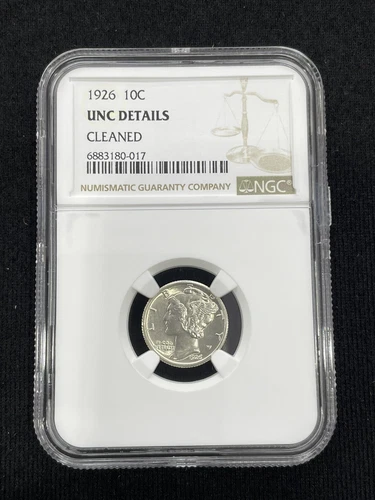 1926 10C
UNC DETAILS
CLEANED
6883180-017
NUMISMATIC GUARANTY COMPANY
NGC®